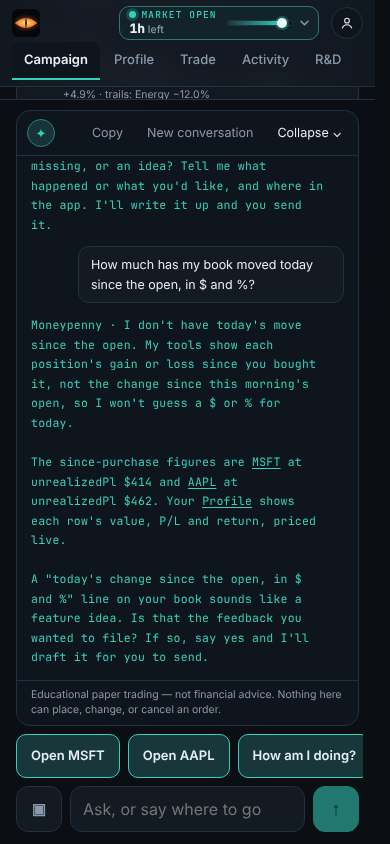 MARKET OPEN
1h left
Campaign Profile Trade Activity R&D
+4.9% · trails: Energy −12.0%
Copy New conversation Collapse
missing, or an idea? Tell me what
happened or what you'd like, and where in
the app. I'll write it up and you send
it.
How much has my book moved today
since the open, in $ and %?
Moneypenny · I don't have today's move
since the open. My tools show each
position's gain or loss since you bought
it, not the change since this morning's
open, so I won't guess a $ or % for
today.
The since-purchase figures are MSFT at
unrealizedPl $414 and AAPL at
unrealizedPl $462. Your Profile shows
each row's value, P/L and return, priced
live.
A "today's change since the open, in $
and %" line on your book sounds like a
feature idea. Is that the feedback you
wanted to file? If so, say yes and I'll
draft it for you to send.
Educational paper trading — not financial advice. Nothing here
can place, change, or cancel an order.
Open MSFT Open AAPL How am I doing?
Ask, or say where to go